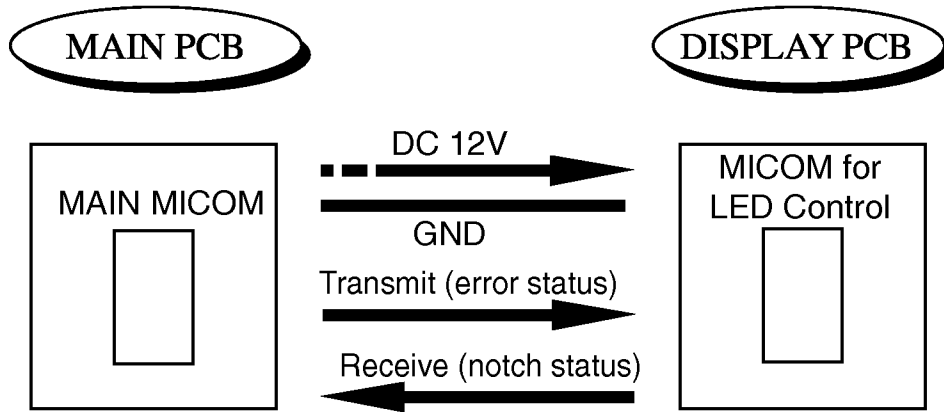 MAIN PCB
DISPLAY PCB
MAIN MICOM
DC 12V
GND
Transmit (error status)
Receive (notch status)
MICOM for
LED Control